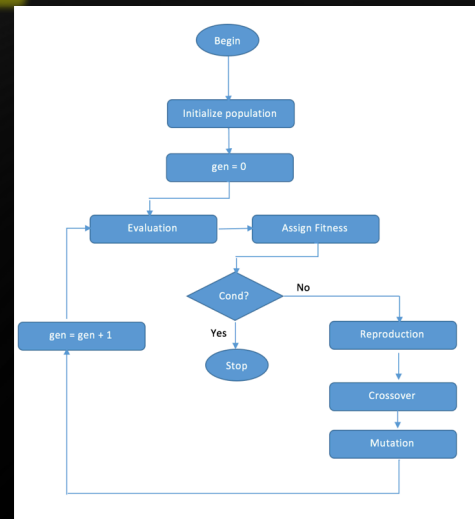 Begin
Initialize population
gen = 0
Evaluation
Assign Fitness
Cond?
No
Yes
gen = gen + 1
Reproduction
Stop
Crossover
Mutation